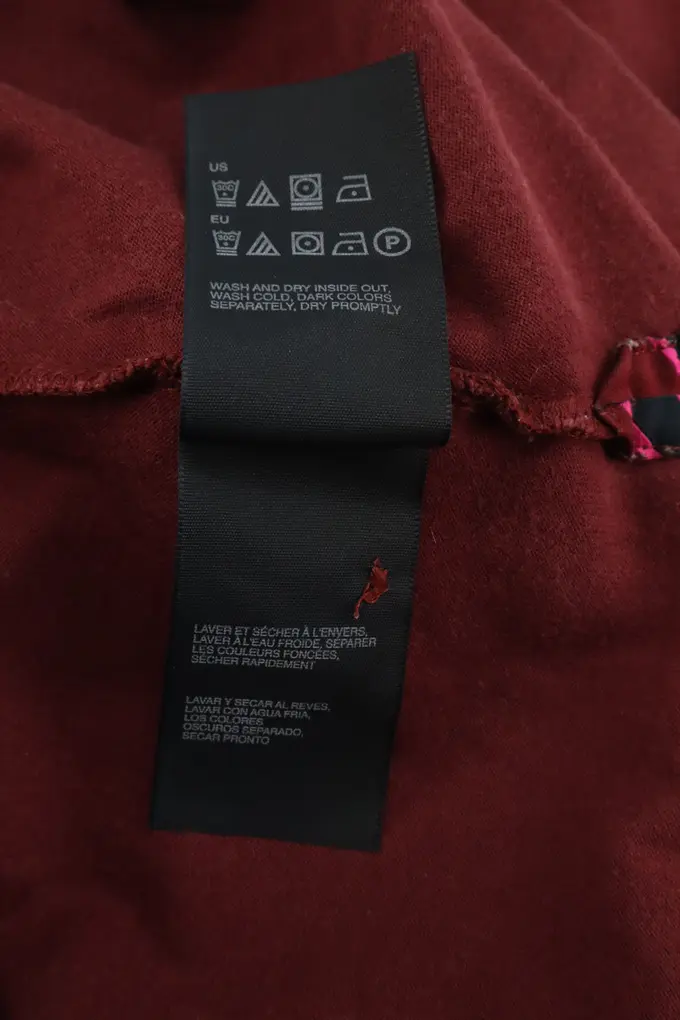 US
30C
EU
30C P
WASH AND DRY INSIDE OUT,
WASH COLD, DARK COLORS
SEPARATELY, DRY PROMPTLY
LAVER ET SÉCHER À L'ENVERS,
LAVER À L'EAU FROIDE, SÉPARER
LES COULEURS FONCÉES,
SÉCHER RAPIDEMENT
LAVAR Y SECAR AL REVES,
LAVAR CON AGUA FRIA,
LOS COLORES
OSCUROS SEPARADO,
SECAR PRONTO